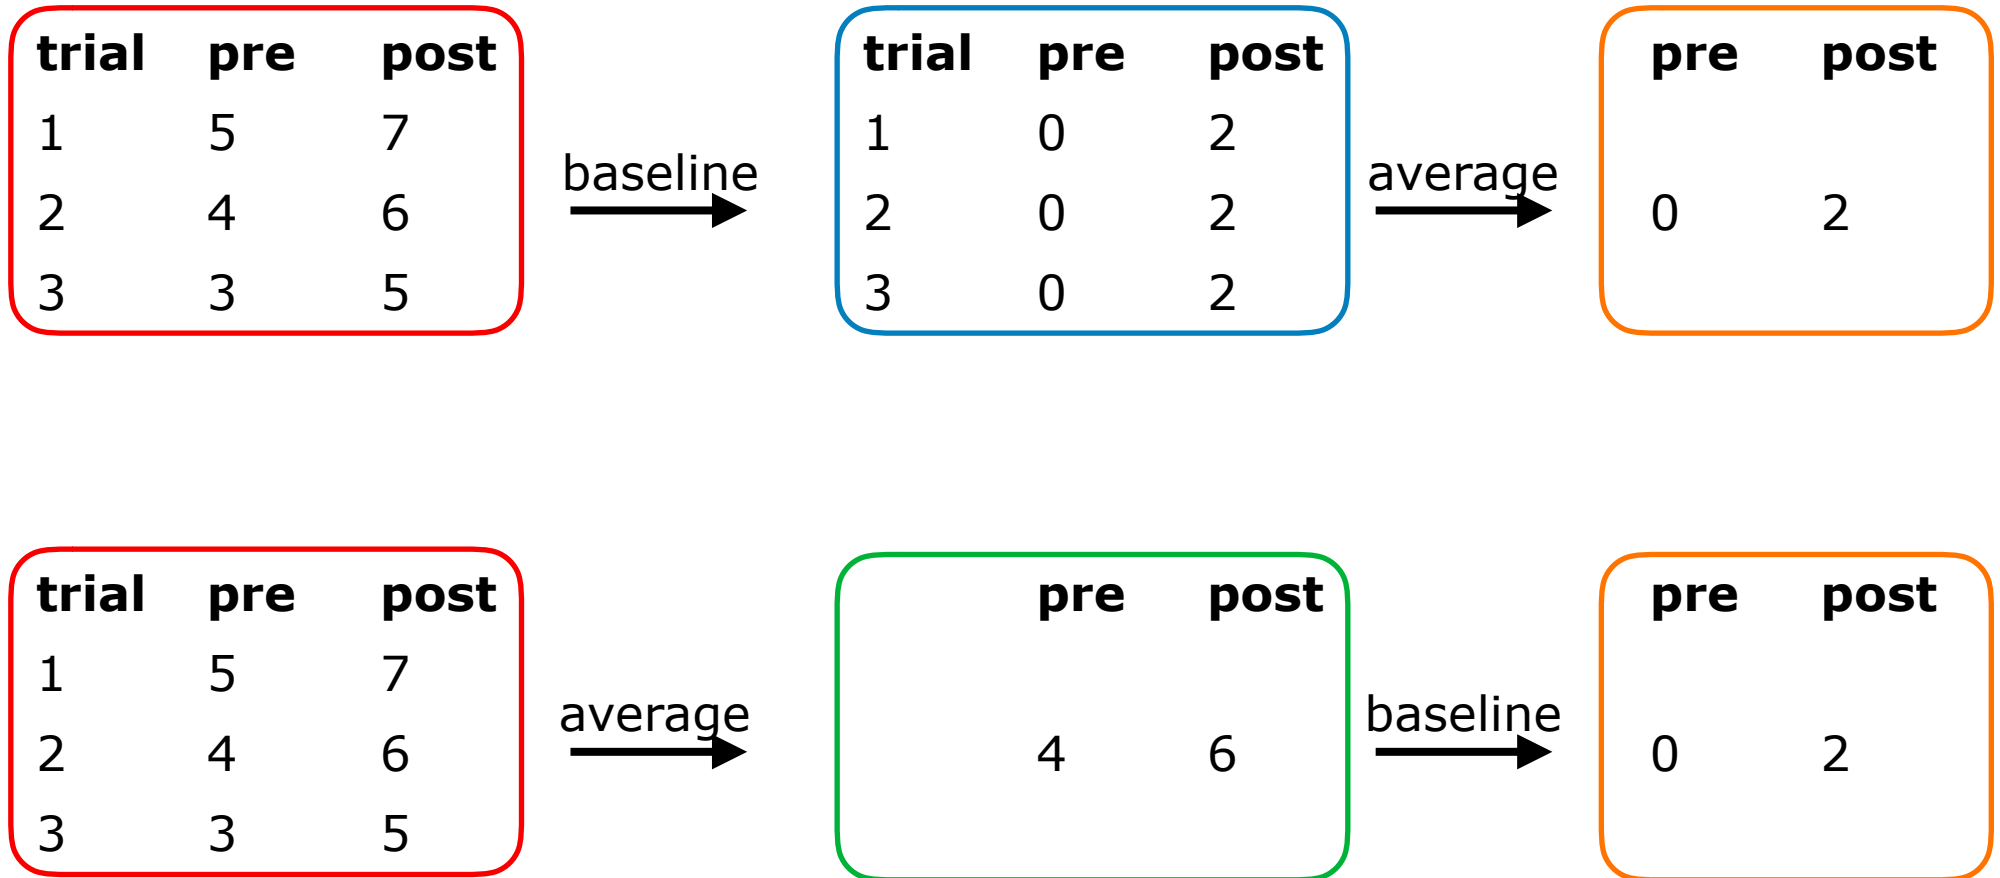 trial pre post trial pre post pre post
1 5 7 1 0 2
baseline average
2 4 6 2 0 2 0 2
3 3 5 3 0 2
trial pre post pre post pre post
1 5 7
average baseline
2 4 6 4 6 0 2
3 3 5